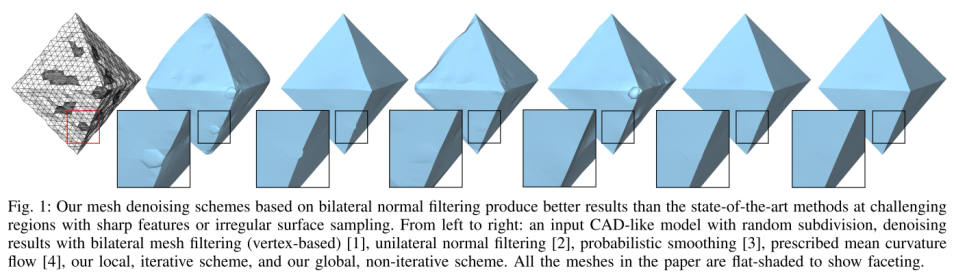 Fig. 1: Our mesh denoising schemes based on bilateral normal filtering produce better results than the state-of-the-art methods at challenging
regions with sharp features or irregular surface sampling. From left to right: an input CAD-like model with random subdivision, denoising
results with bilateral mesh filtering (vertex-based) [1], unilateral normal filtering [2], probabilistic smoothing [3], prescribed mean curvature
flow [4], our local, iterative scheme, and our global, non-iterative scheme. All the meshes in the paper are flat-shaded to show faceting.